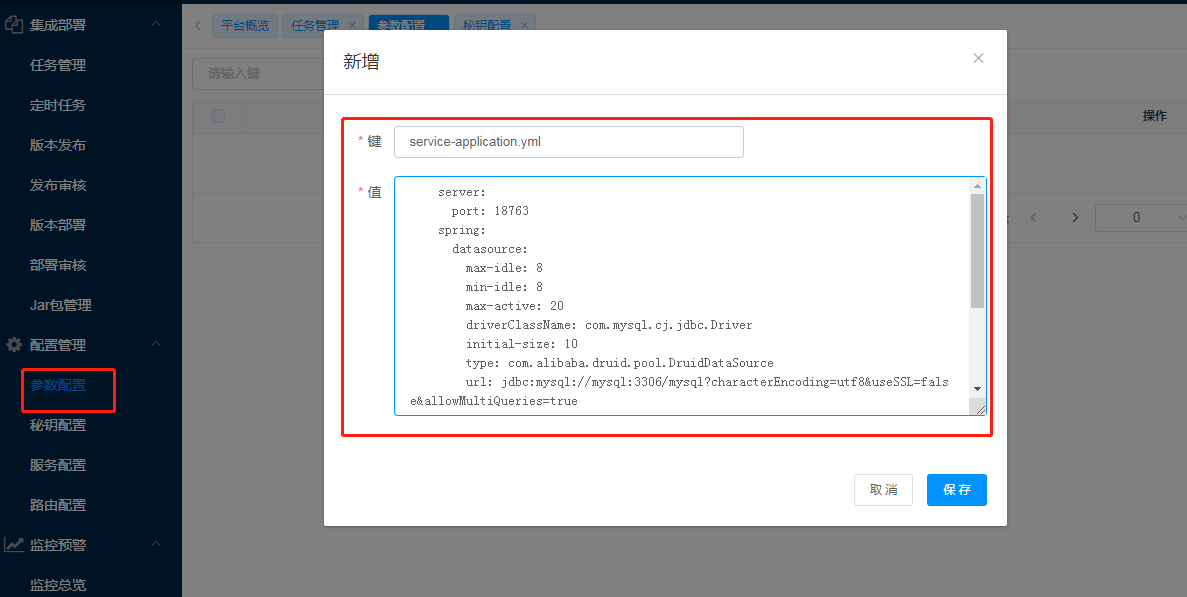 集成部署
任务管理
定时任务
版本发布
发布审核
版本部署
部署审核
Jar包管理
配置管理
参数配置
秘钥配置
服务配置
路由配置
监控预警
监控总览
平台概览
任务管理 ×
参数配置
秘钥配置 ×
请输入键
操作
0
新增
* 键
service-application.yml
* 值
server:
port: 18763
spring:
datasource:
max-idle: 8
min-idle: 8
max-active: 20
driverClassName: com.mysql.cj.jdbc.Driver
initial-size: 10
type: com.alibaba.druid.pool.DruidDataSource
url: jdbc:mysql://mysql:3306/mysql?characterEncoding=utf8&useSSL=fals
e&allowMultiQueries=true
取消
保存